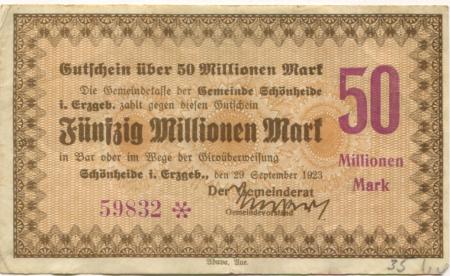 Gutschein über 50 Millionen Mark
Die Gemeindekasse der Gemeinde Schönheide
i. Erzgeb. zahlt gegen diesen Gutschein
Fünfzig Millionen Mark
in Bar oder im Wege der Giroüberweisung
Schönheide i. Erzgeb., den 29 September 1923
Der Gemeinderat
Gemeindevorstand
59832 *
50
Millionen
Mark
Aue.
35